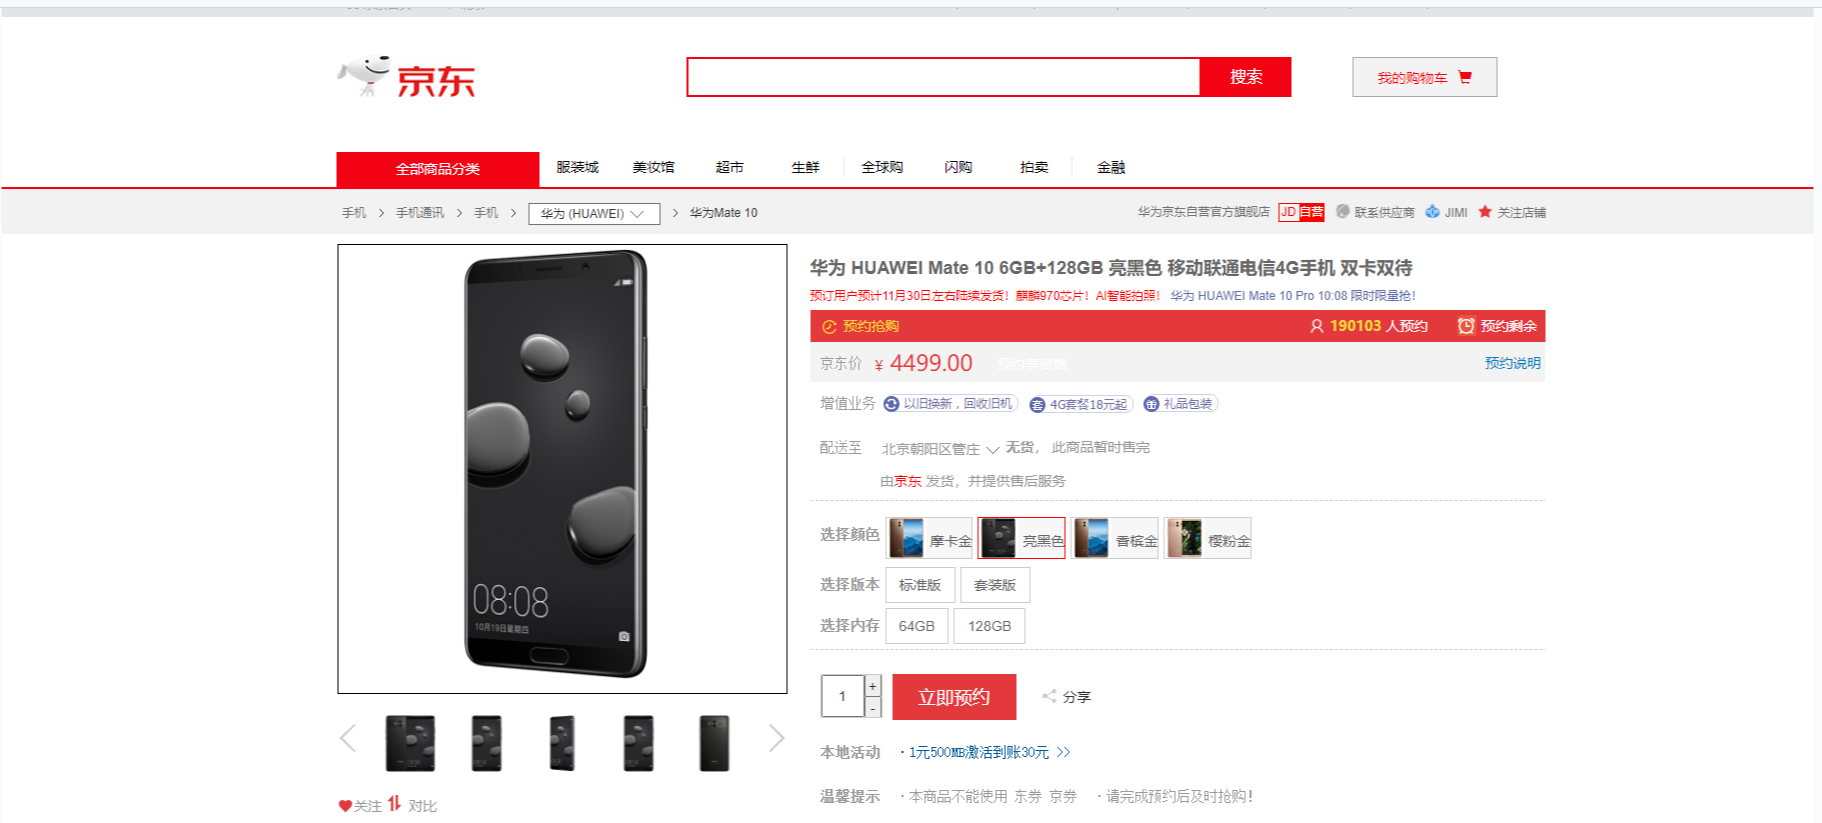 京东
搜索
我的购物车
全部商品分类 服装城 美妆馆 超市 生鲜 全球购 闪购 拍卖 金融
手机 > 手机通讯 > 手机 > 华为 (HUAWEI) > 华为Mate 10
华为京东自营官方旗舰店 JD 自营 联系供应商 JIMI 关注店铺
华为 HUAWEI Mate 10 6GB+128GB 亮黑色 移动联通电信4G手机 双卡双待
预订用户预计11月30日左右陆续发货！麒麟970芯片！AI智能拍照！ 华为 HUAWEI Mate 10 Pro 10:08 限时限量抢！
预约抢购 190103 人预约 预约剩余
京东价 ¥ 4499.00 预约享资格 预约说明
增值业务 以旧换新，回收旧机 4G套餐18元起 礼品包装
配送至 北京朝阳区管庄 无货， 此商品暂时售完
由京东 发货，并提供售后服务
选择颜色 摩卡金 亮黑色 香槟金 樱粉金
选择版本 标准版 套装版
选择内存 64GB 128GB
08:08
10月19日星期四
1 + - 立即预约 分享
本地活动 ·1元500MB激活到账30元 >>
温馨提示 ·本商品不能使用 东券 京券 ·请完成预约后及时抢购！
关注 对比